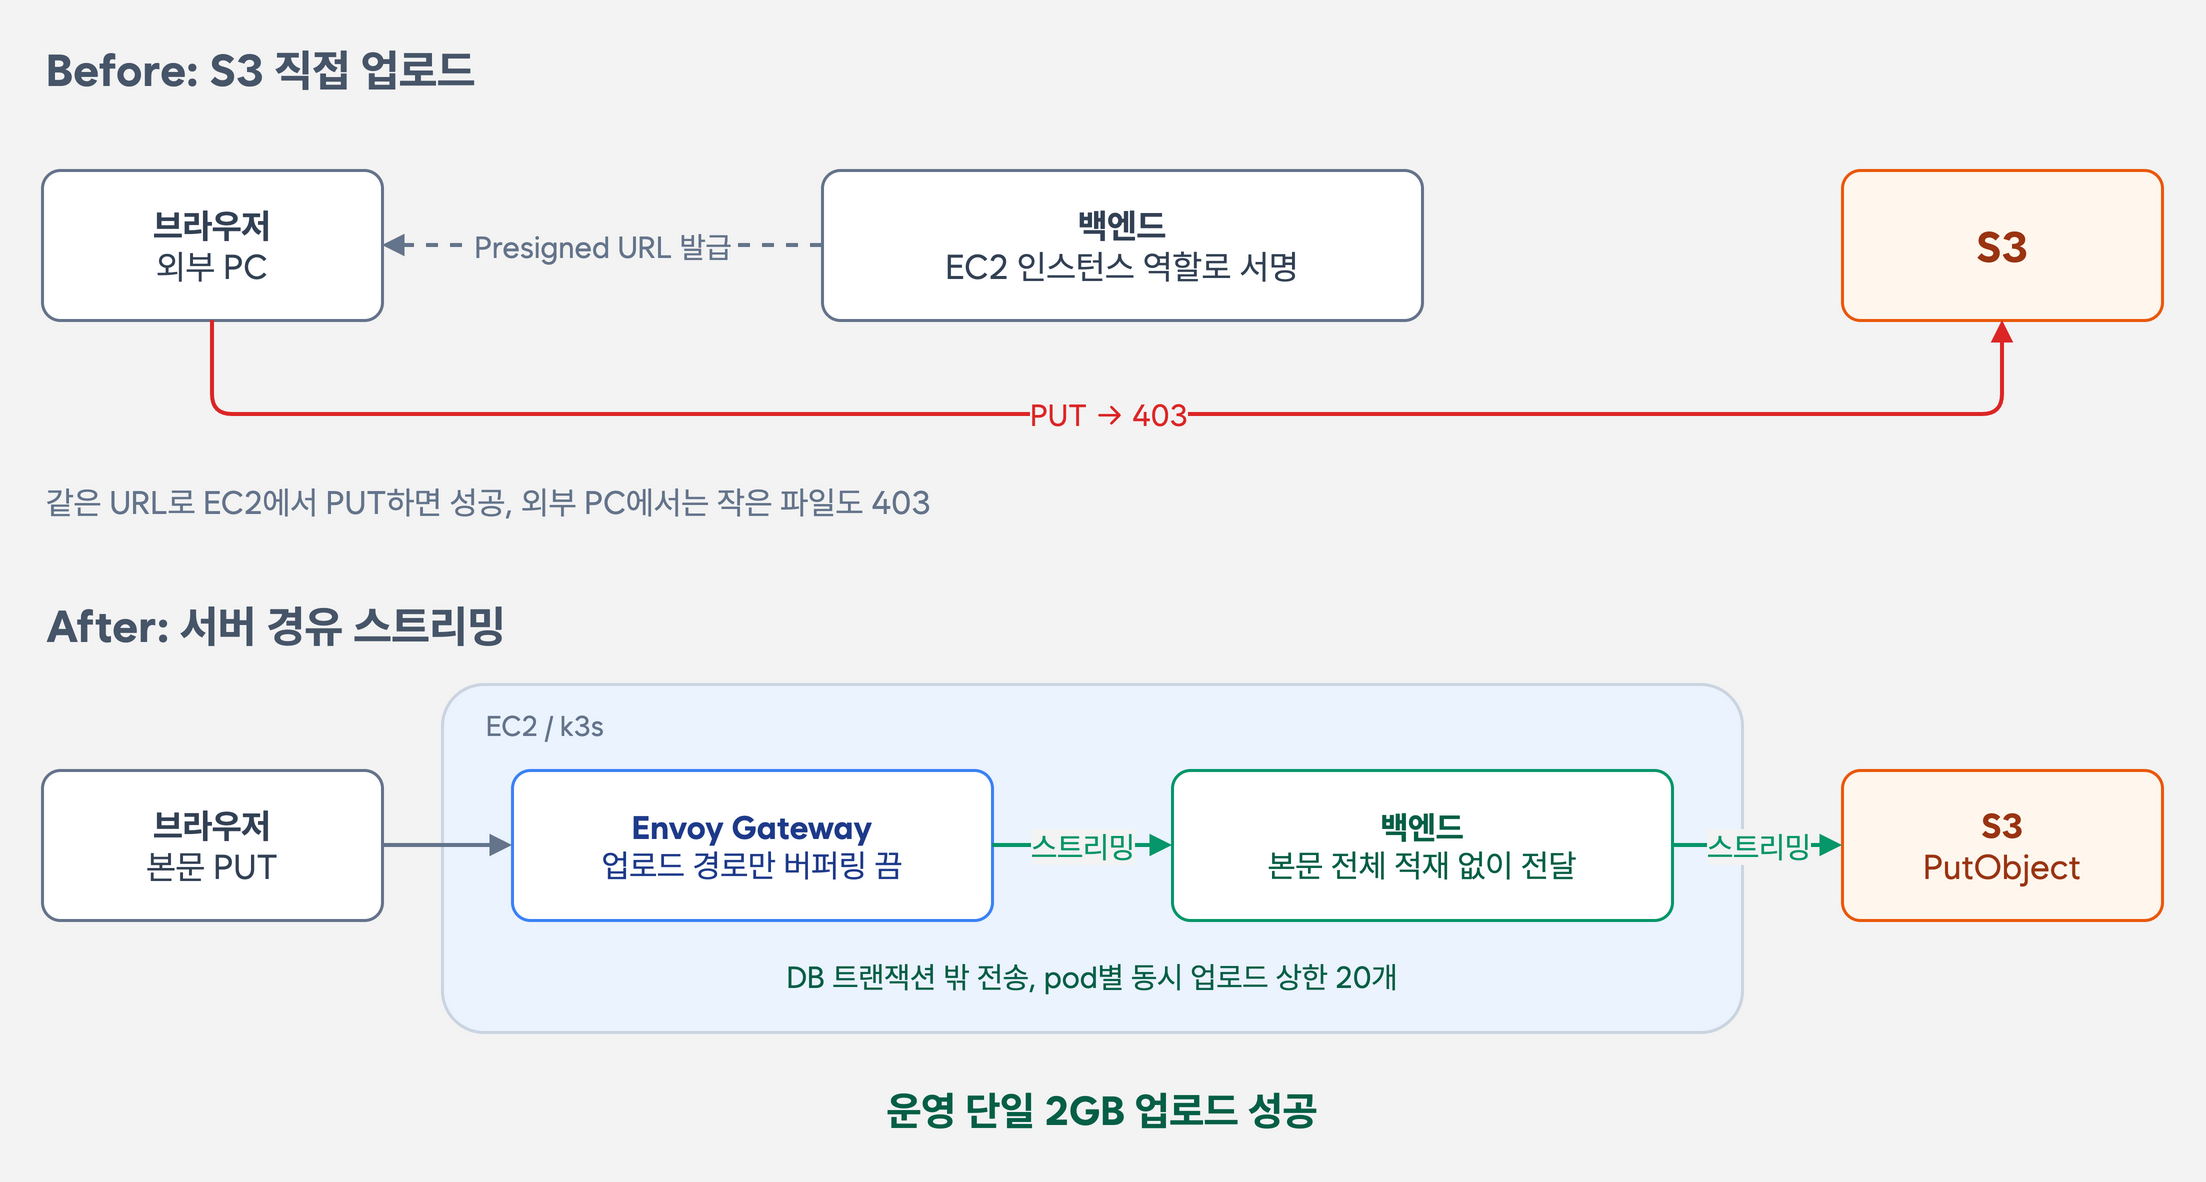 Before: S3 직접 업로드
브라우저
외부 PC
Presigned URL 발급
백엔드
EC2 인스턴스 역할로 서명
S3
PUT → 403
같은 URL로 EC2에서 PUT하면 성공, 외부 PC에서는 작은 파일도 403
After: 서버 경유 스트리밍
EC2 / k3s
브라우저
본문 PUT
Envoy Gateway
업로드 경로만 버퍼링 끔
스트리밍
백엔드
본문 전체 적재 없이 전달
스트리밍
S3
PutObject
DB 트랜잭션 밖 전송, pod별 동시 업로드 상한 20개
운영 단일 2GB 업로드 성공